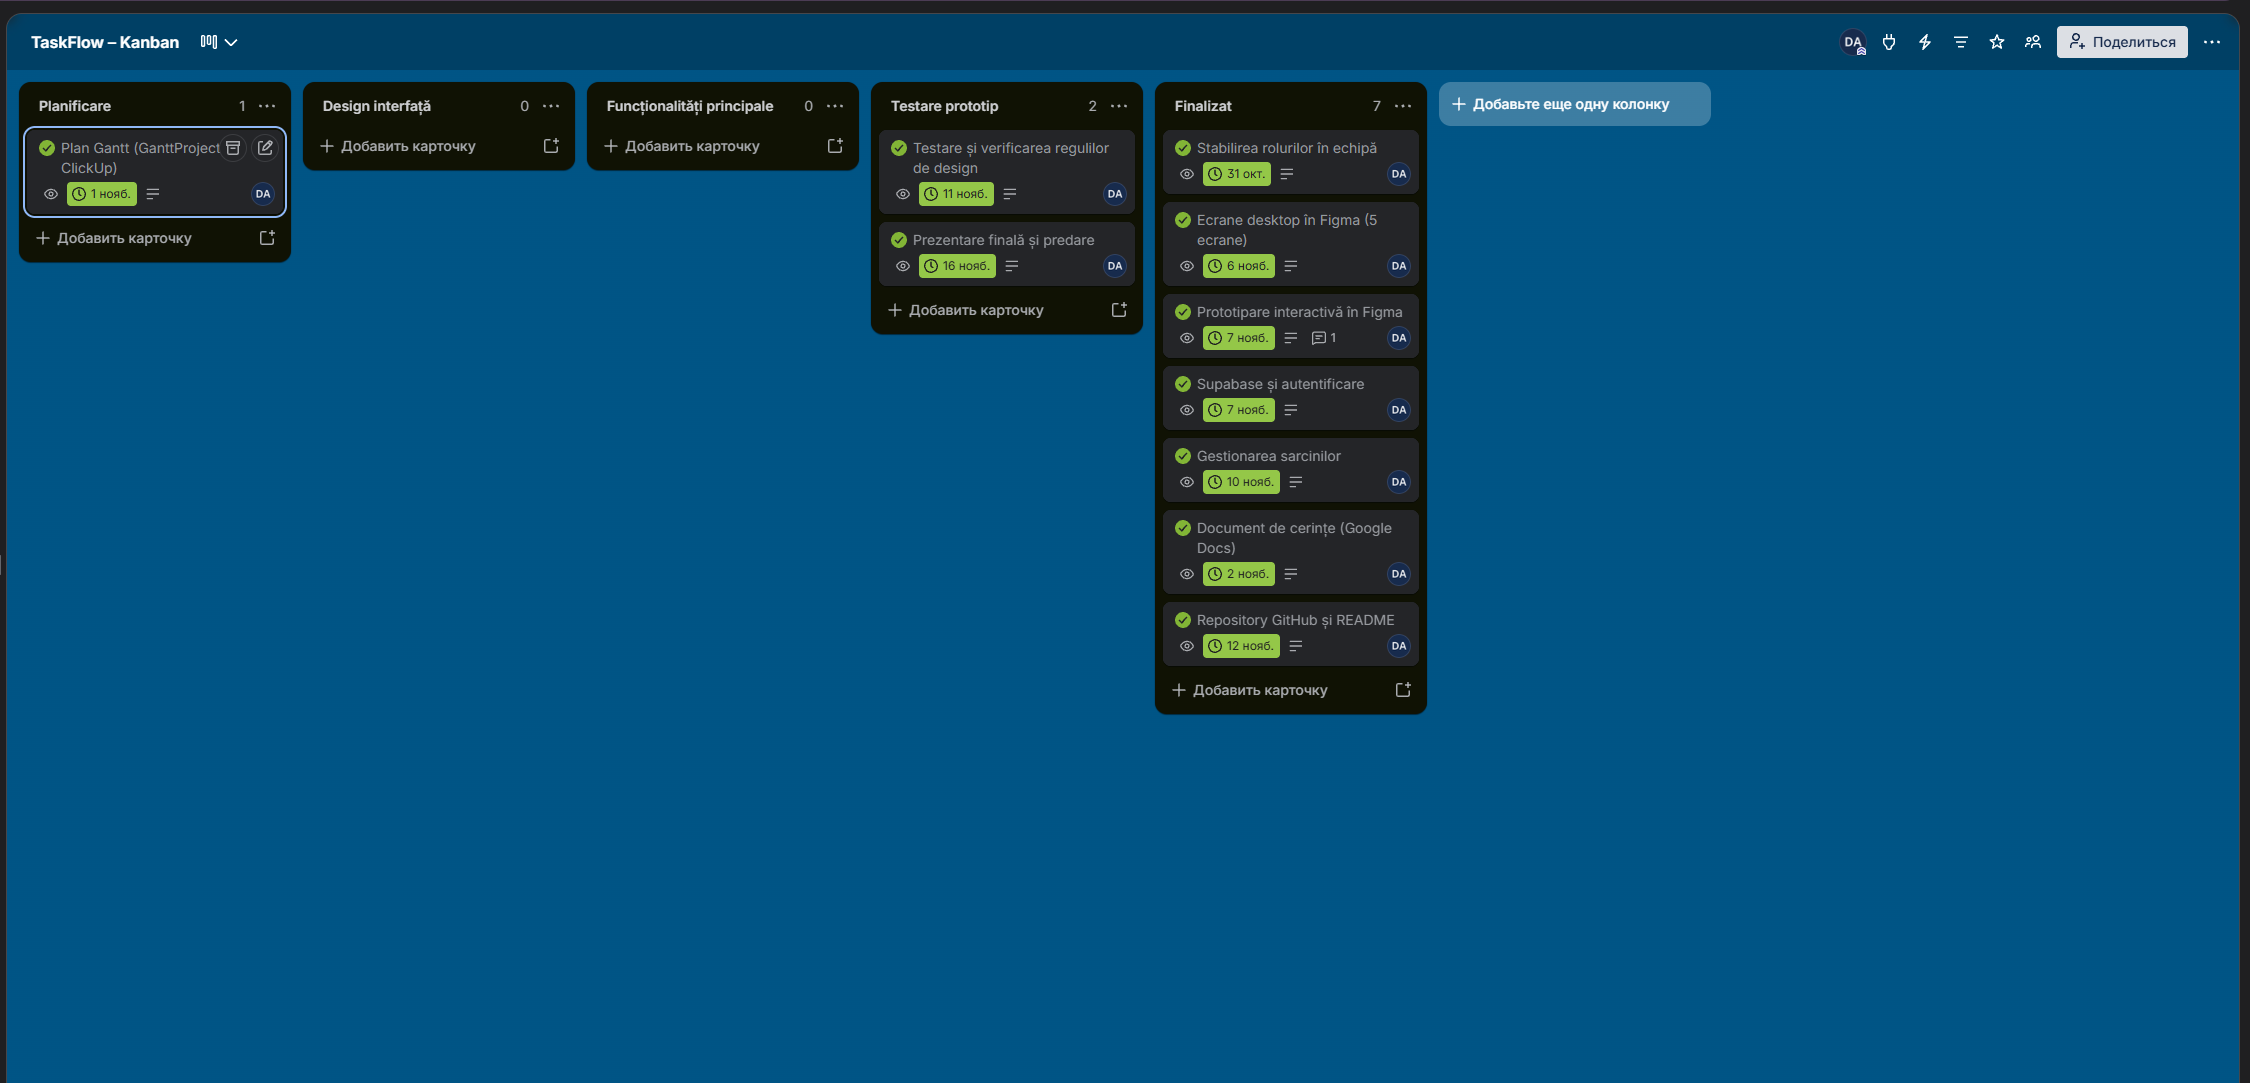 TaskFlow – Kanban
DA
Поделиться
Planificare 1
Plan Gantt (GanttProject
ClickUp)
1 нояб.
DA
Добавить карточку
Design interfață 0
Добавить карточку
Funcționalități principale 0
Добавить карточку
Testare prototip 2
Testare și verificarea regulilor
de design
11 нояб.
DA
Prezentare finală și predare
16 нояб.
DA
Добавить карточку
Finalizat 7
Stabilirea rolurilor în echipă
31 окт.
DA
Ecrane desktop în Figma (5
ecrane)
6 нояб.
DA
Prototipare interactivă în Figma
7 нояб. 1
DA
Supabase și autentificare
7 нояб.
DA
Gestionarea sarcinilor
10 нояб.
DA
Document de cerințe (Google
Docs)
2 нояб.
DA
Repository GitHub și README
12 нояб.
DA
Добавить карточку
Добавьте еще одну колонку